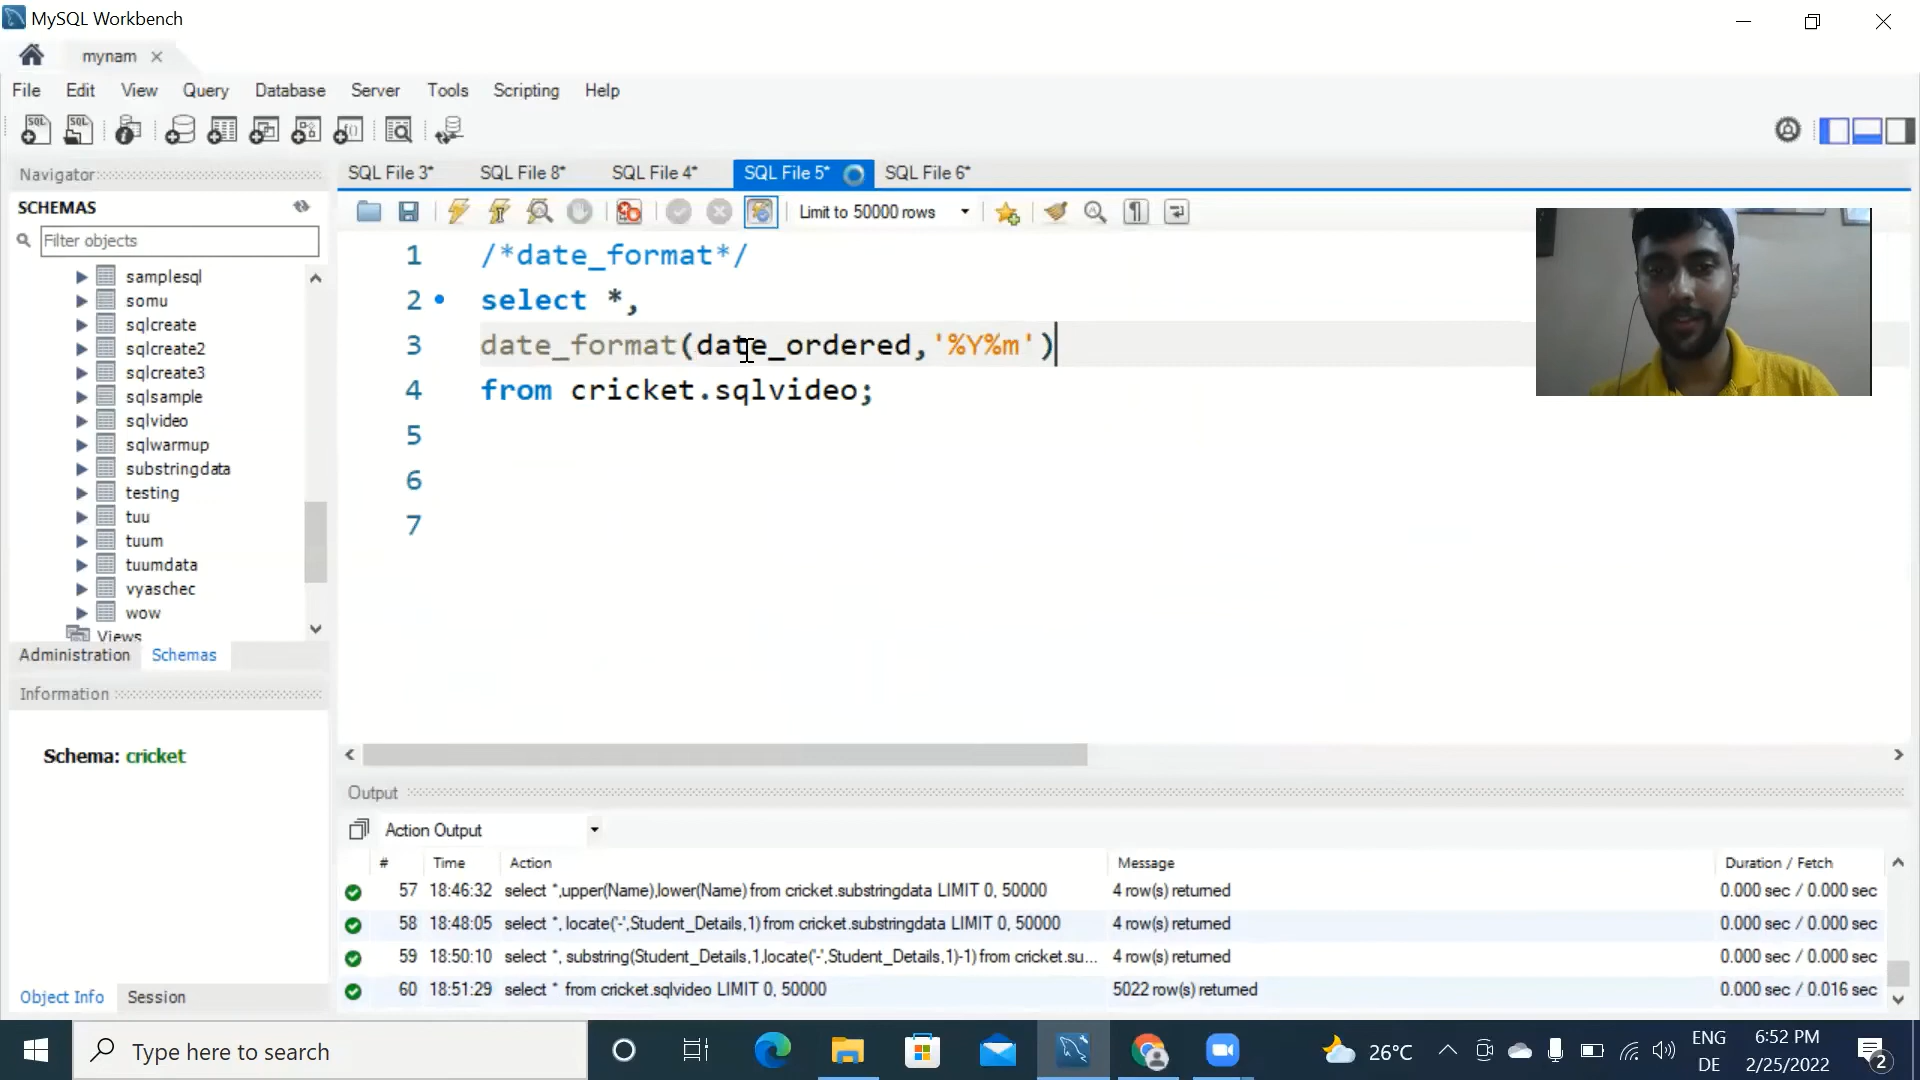 MySQL Workbench
mynam
File Edit View Query Database Server Tools Scripting Help
Navigator
SCHEMAS
Filter objects
samplesql
somu
sqlcreate
sqlcreate2
sqlcreate3
sqlsample
sqlvideo
sqlwarmup
substringdata
testing
tuu
tuum
tuumdata
vyaschec
wow
Views
Administration Schemas
Information
Schema: cricket
Object Info Session
SQL File 3* SQL File 8* SQL File 4* SQL File 5* SQL File 6*
Limit to 50000 rows
1 /*date_format*/
2 select *,
3 date_format(date_ordered,'%Y%m')
4 from cricket.sqlvideo;
5
6
7
Output
Action Output
# Time Action Message Duration / Fetch
57 18:46:32 select *,upper(Name),lower(Name) from cricket.substringdata LIMIT 0, 50000 4 row(s) returned 0.000 sec / 0.000 sec
58 18:48:05 select *, locate('-',Student_Details,1) from cricket.substringdata LIMIT 0, 50000 4 row(s) returned 0.000 sec / 0.000 sec
59 18:50:10 select *, substring(Student_Details,1,locate('-',Student_Details,1)-1) from cricket.su... 4 row(s) returned 0.000 sec / 0.000 sec
60 18:51:29 select * from cricket.sqlvideo LIMIT 0, 50000 5022 row(s) returned 0.000 sec / 0.016 sec
Type here to search
26°C
ENG
DE
6:52 PM
2/25/2022
2